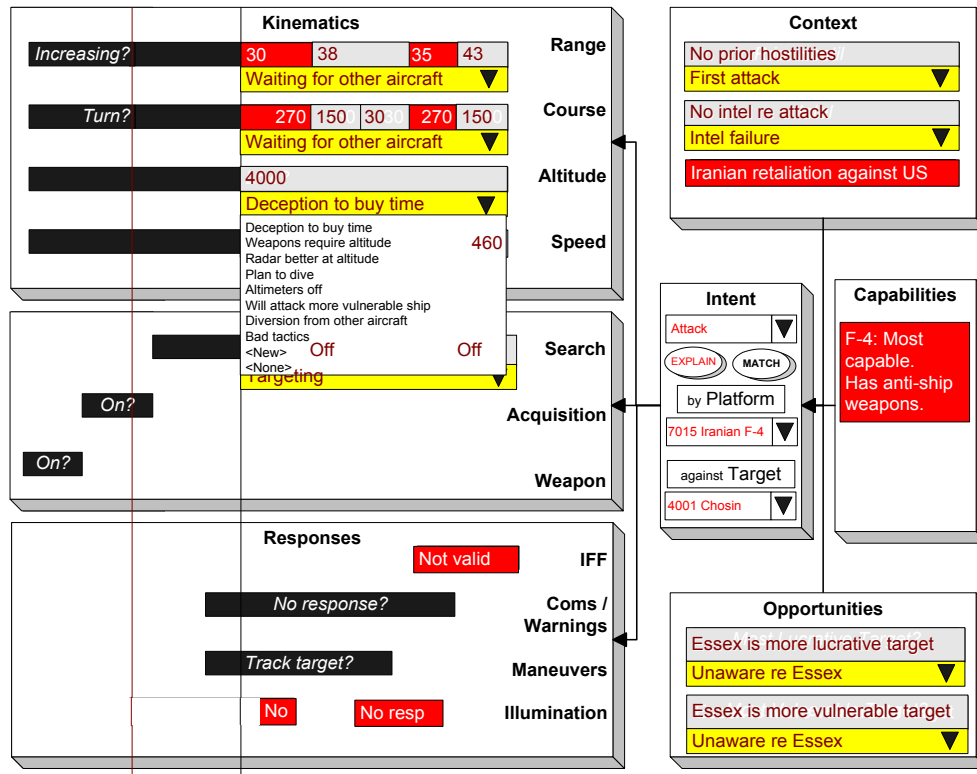 Kinematics
Increasing? 30 38 35 43 Range
Waiting for other aircraft
Turn? 270 150 30 270 150 Course
Waiting for other aircraft
4000 Altitude
Deception to buy time
Deception to buy time
Weapons require altitude 460 Speed
Radar better at altitude
Plan to dive
Altimeters off
Will attack more vulnerable ship
Diversion from other aircraft
Bad tactics
<New> Off Off Search
<None>
Targeting
On? Acquisition
On? Weapon
Responses
Not valid IFF
No response? Coms /
Warnings
Track target? Maneuvers
No No resp Illumination
Context
No prior hostilities
First attack
No intel re attack
Intel failure
Iranian retaliation against US
Intent
Attack
EXPLAIN MATCH
by Platform
7015 Iranian F-4
against Target
4001 Chosin
Capabilities
F-4: Most
capable.
Has anti-ship
weapons.
Opportunities
Essex is more lucrative target
Unaware re Essex
Essex is more vulnerable target
Unaware re Essex